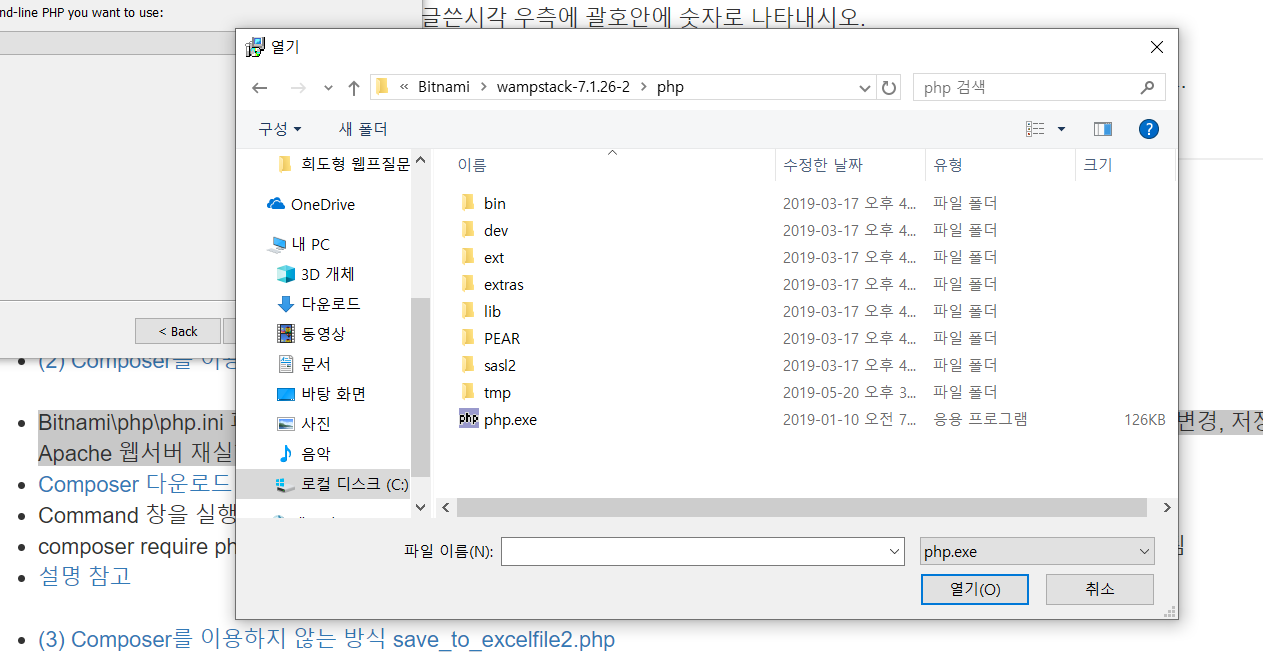 nd-line PHP you want to use:
글쓴시각 우측에 괄호안에 숫자로 나타내시오.
열기
« Bitnami > wampstack-7.1.26-2 > php
php 검색
구성
새 폴더
이름 수정한 날짜 유형 크기
희도형 웹프질문
OneDrive
내 PC
3D 개체
다운로드
동영상
문서
바탕 화면
사진
음악
로컬 디스크 (C:)
bin 2019-03-17 오후 4... 파일 폴더
dev 2019-03-17 오후 4... 파일 폴더
ext 2019-03-17 오후 4... 파일 폴더
extras 2019-03-17 오후 4... 파일 폴더
lib 2019-03-17 오후 4... 파일 폴더
PEAR 2019-03-17 오후 4... 파일 폴더
sasl2 2019-03-17 오후 4... 파일 폴더
tmp 2019-05-20 오후 3... 파일 폴더
php php.exe 2019-01-10 오전 7... 응용 프로그램 126KB
파일 이름(N):
php.exe
열기(O)
취소
< Back
(2) Composer를 이용
Bitnami\php\php.ini
변경, 저장
Apache 웹서버 재실
Composer 다운로드
Command 창을 실행
composer require ph
설명 참고
(3) Composer를 이용하지 않는 방식 save_to_excelfile2.php